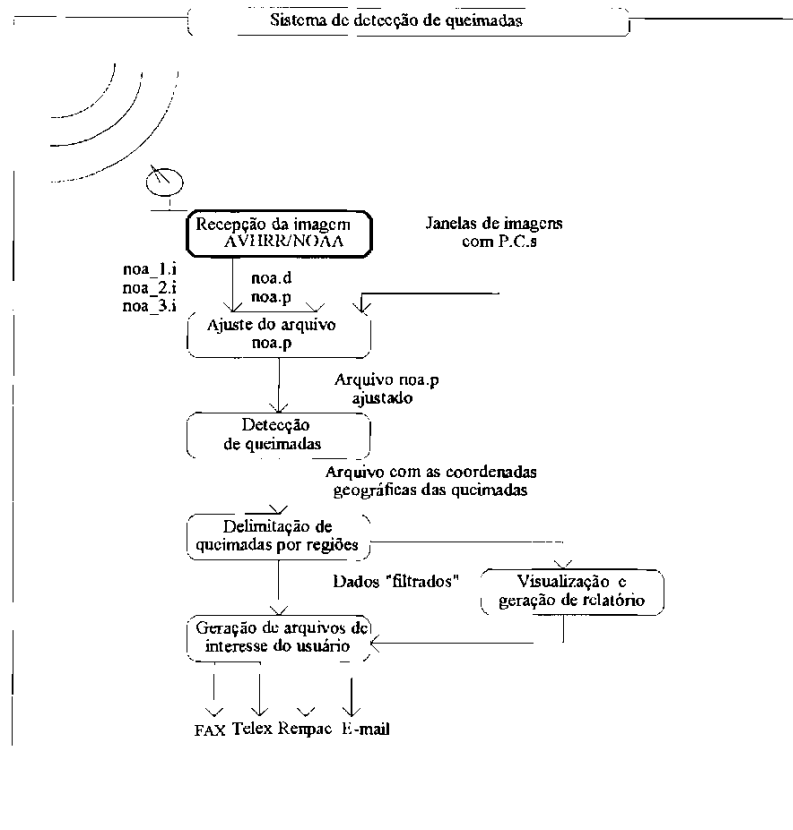 Sistema de detecção de queimadas
Recepção da imagem
AVHRR/NOAA
Janelas de imagens
com P.C.s
noa_1.i
noa_2.i
noa_3.i
noa.d
noa.p
Ajuste do arquivo
noa.p
Arquivo noa.p
ajustado
Detecção
de queimadas
Arquivo com as coordenadas
geográficas das queimadas
Delimitação de
queimadas por regiões
Dados "filtrados"
Visualização e
geração de relatório
Geração de arquivos de
interesse do usuário
FAX Telex Renpac E-mail